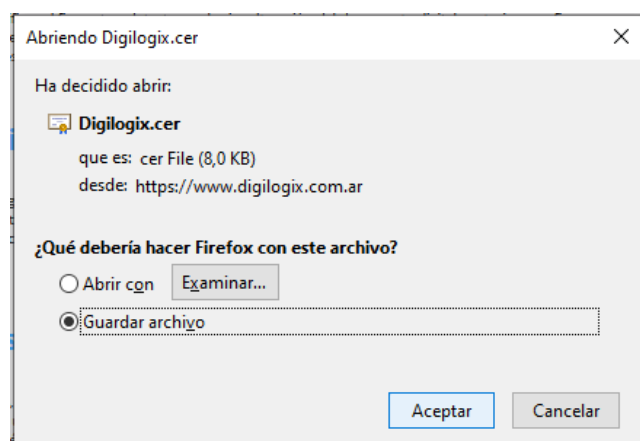 Abriendo Digilogix.cer
Ha decidido abrir:
Digilogix.cer
que es: cer File (8,0 KB)
desde: https://www.digilogix.com.ar
¿Qué debería hacer Firefox con este archivo?
Abrir con Examinar...
Guardar archivo
Aceptar Cancelar